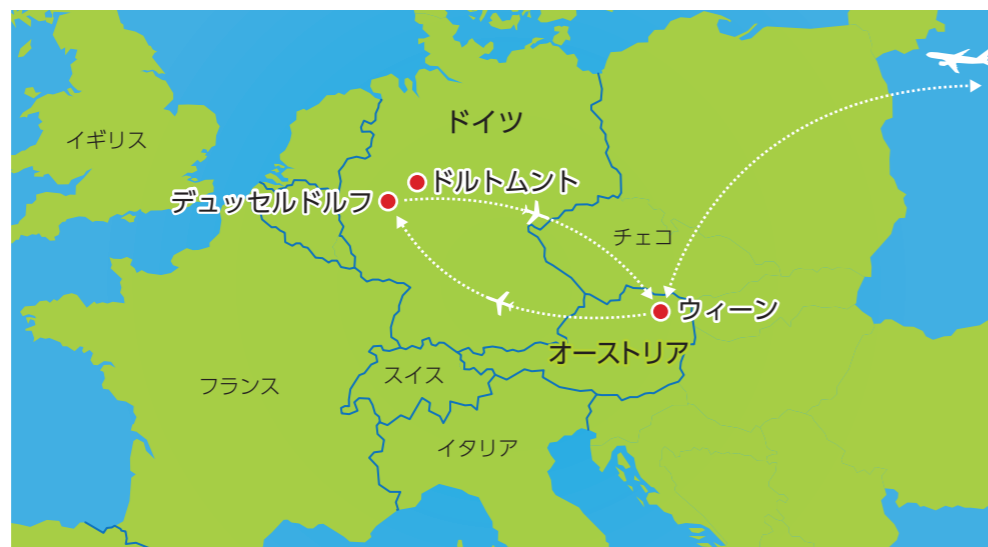 ドイツ
イギリス
ドルトムント
デュッセルドルフ
チェコ
ウィーン
オーストリア
スイス
フランス
イタリア